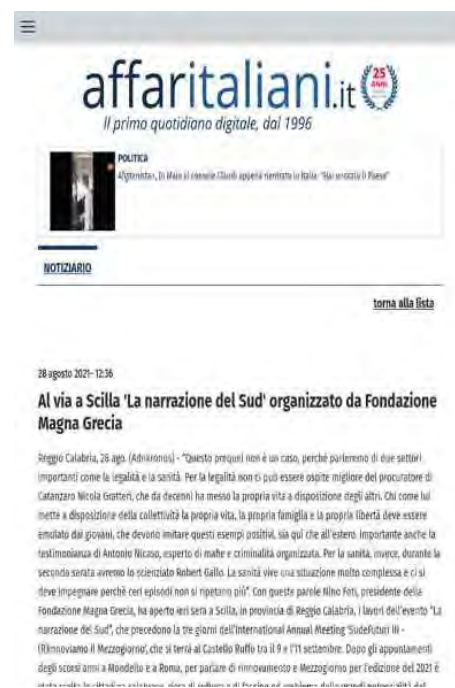 affaritaliani.it
25
ANNI
Il primo quotidiano digitale, dal 1996
POLITICA
Afghanistan, Di Maio al console Claudi appena rientrato in Italia: "Hai onorato il Paese"
NOTIZIARIO
torna alla lista
28 agosto 2021- 12:36
Al via a Scilla 'La narrazione del Sud' organizzato da Fondazione
Magna Grecia
Reggio Calabria, 28 ago. (Adnkronos) - "Questo prequel non è un caso, perché parleremo di due settori
importanti come la legalità e la sanità. Per la legalità non ci può essere ospite migliore del procuratore di
Catanzaro Nicola Gratteri, che da decenni ha messo la propria vita a disposizione degli altri. Chi come lui
mette a disposizione della collettività la propria vita, la propria famiglia e la propria libertà deve essere
emulato dai giovani, che devono imitare questi esempi positivi, sia qui che all'estero. Importante anche la
testimonianza di Antonio Nicaso, esperto di mafie e criminalità organizzata. Per la sanità, invece, durante la
seconda serata avremo lo scienziato Robert Gallo. La sanità vive una situazione molto complessa e ci si
deve impegnare perchè ceri episodi non si ripetano più". Con queste parole Nino Foti, presidente della
Fondazione Magna Grecia, ha aperto ieri sera a Scilla, in provincia di Reggio Calabria, i lavori dell'evento "La
narrazione del Sud", che precedono la tre giorni dell'International Annual Meeting 'SudeFuturi III -
(Ri)nnoviamo il Mezzogiorno', che si terrà al Castello Ruffo tra il 9 e l'11 settembre. Dopo gli appuntamenti
degli scorsi anni a Mondello e a Roma, per parlare di rinnovamento e Mezzogiorno per l'edizione del 2021 è